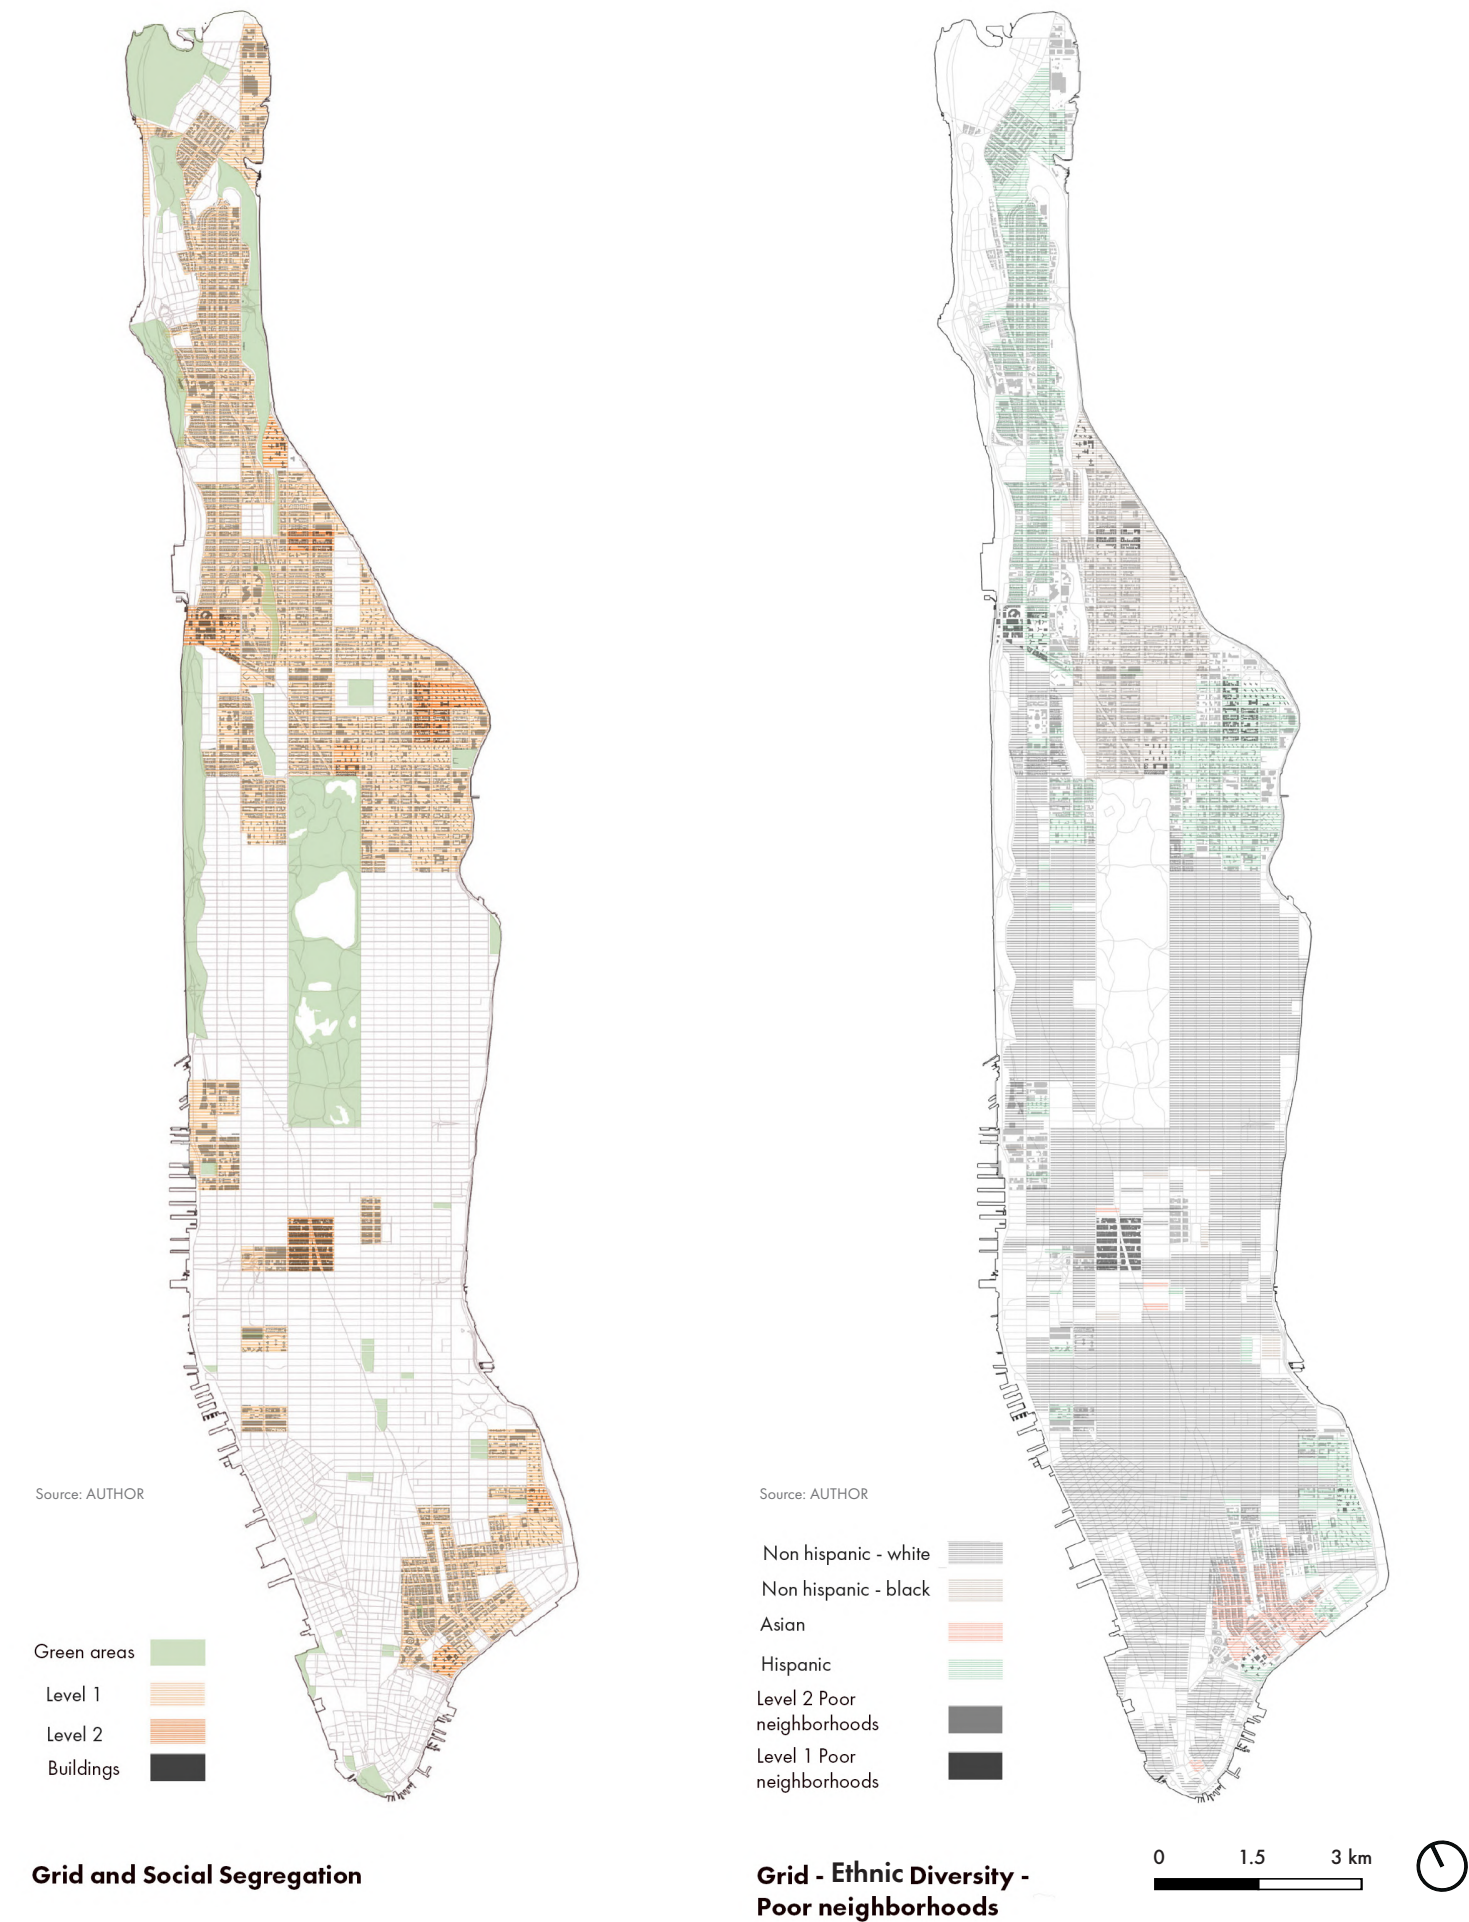 Source: AUTHOR
Green areas
Level 1
Level 2
Buildings
Grid and Social Segregation
Source: AUTHOR
Non hispanic - white
Non hispanic - black
Asian
Hispanic
Level 2 Poor
neighborhoods
Level 1 Poor
neighborhoods
Grid - Ethnic Diversity -
Poor neighborhoods
0 1.5 3 km